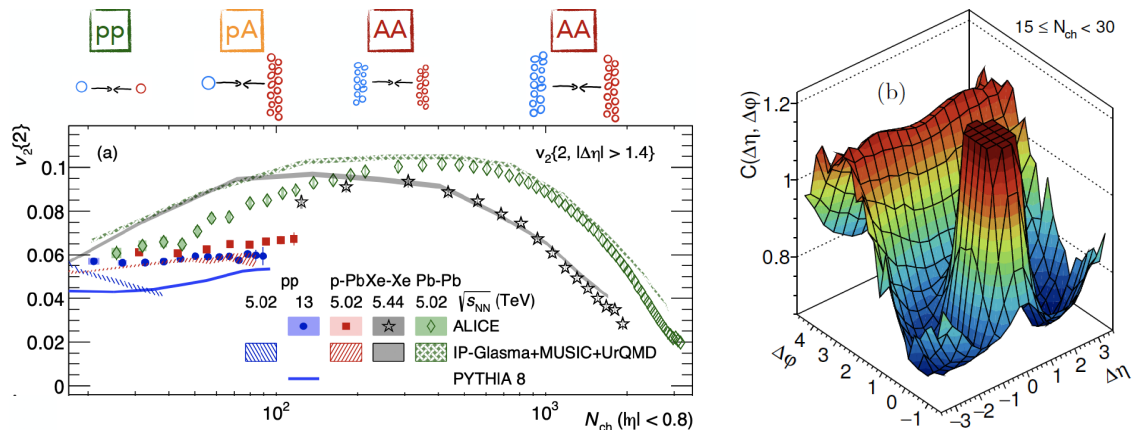 pp pA AA AA
v₂{2}
(a)
v₂{2, |Δη| > 1.4}
0.1
0.08
0.06
0.04
0.02
0
pp p-Pb Xe-Xe Pb-Pb
5.02 13 5.02 5.44 5.02 √sNN (TeV)
ALICE
IP-Glasma+MUSIC+UrQMD
PYTHIA 8
10² 10³
Nch (|η| < 0.8)
15 ≤ Nch < 30
(b)
C(Δη, Δφ)
1.2
1
0.8
Δφ
4 3 2 1 0 -1
Δη
-3 -2 -1 0 1 2 3